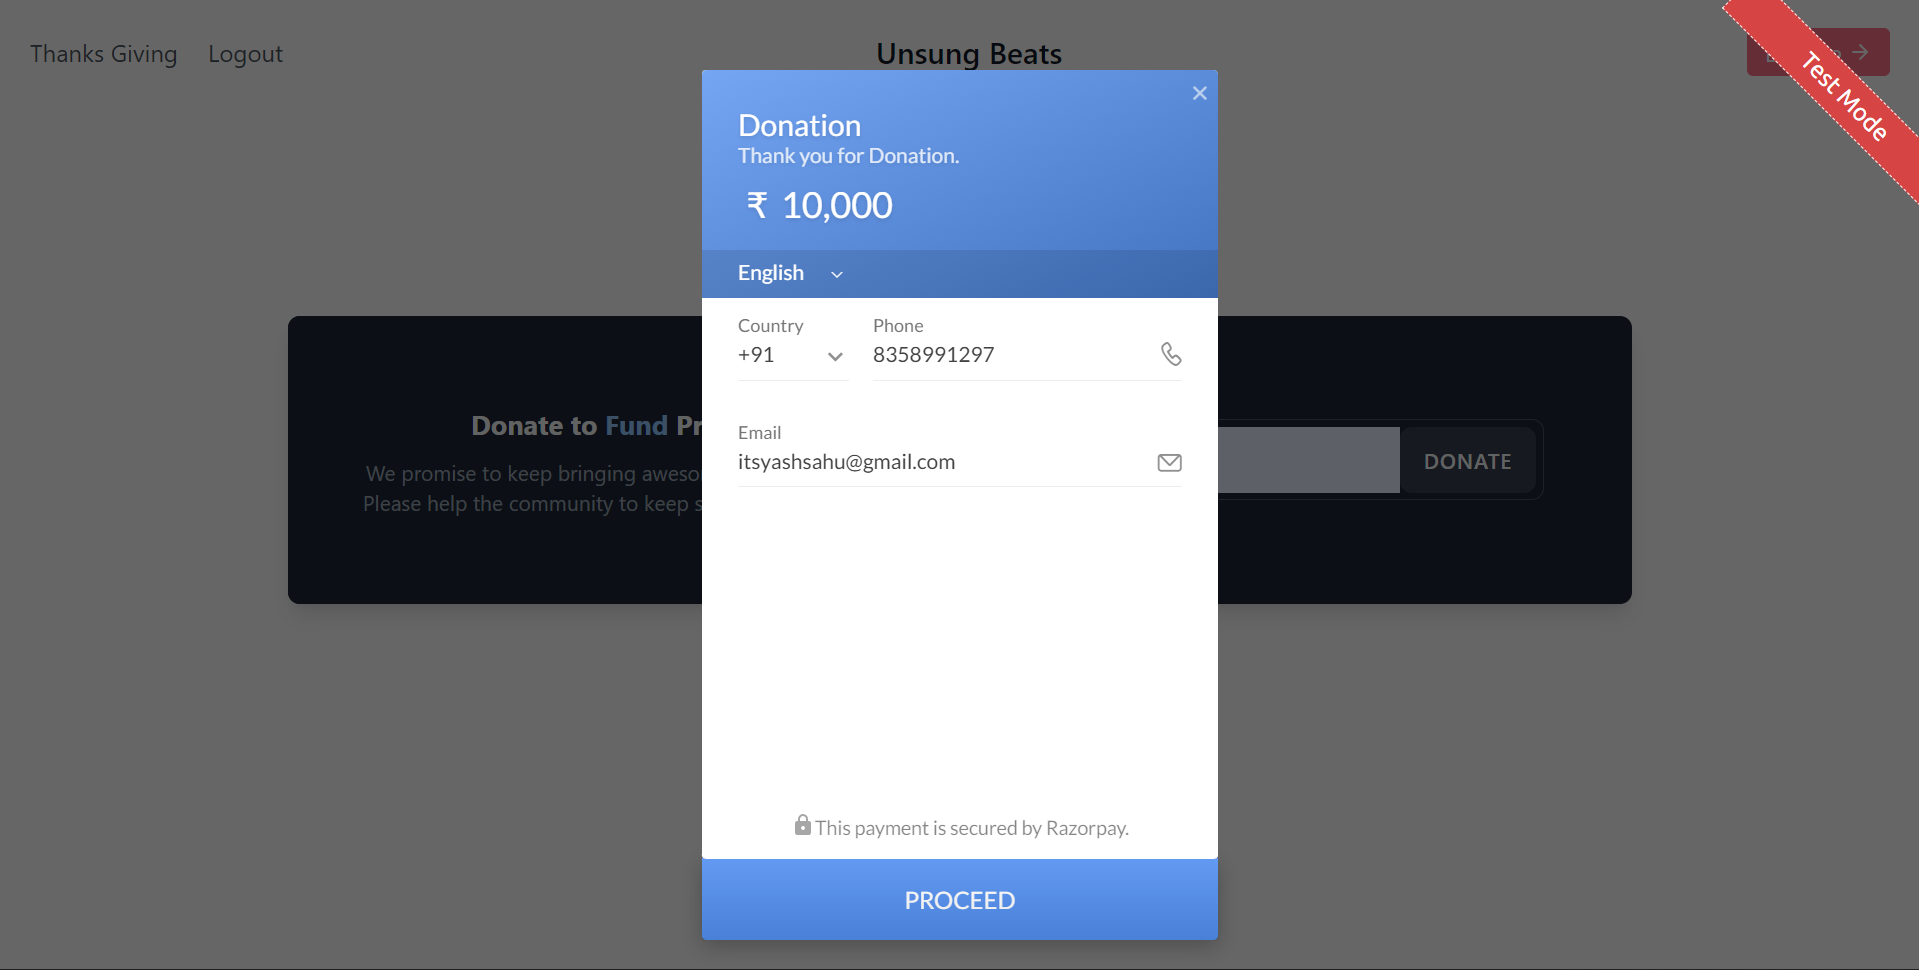 Thanks Giving
Logout
Unsung Beats
Test Mode
Donation
Thank you for Donation.
₹ 10,000
English
Country
+91
Phone
8358991297
Email
itsyashsahu@gmail.com
Donate to Fund
We promise to keep bringing
Please help the community to keep
DONATE
This payment is secured by Razorpay.
PROCEED